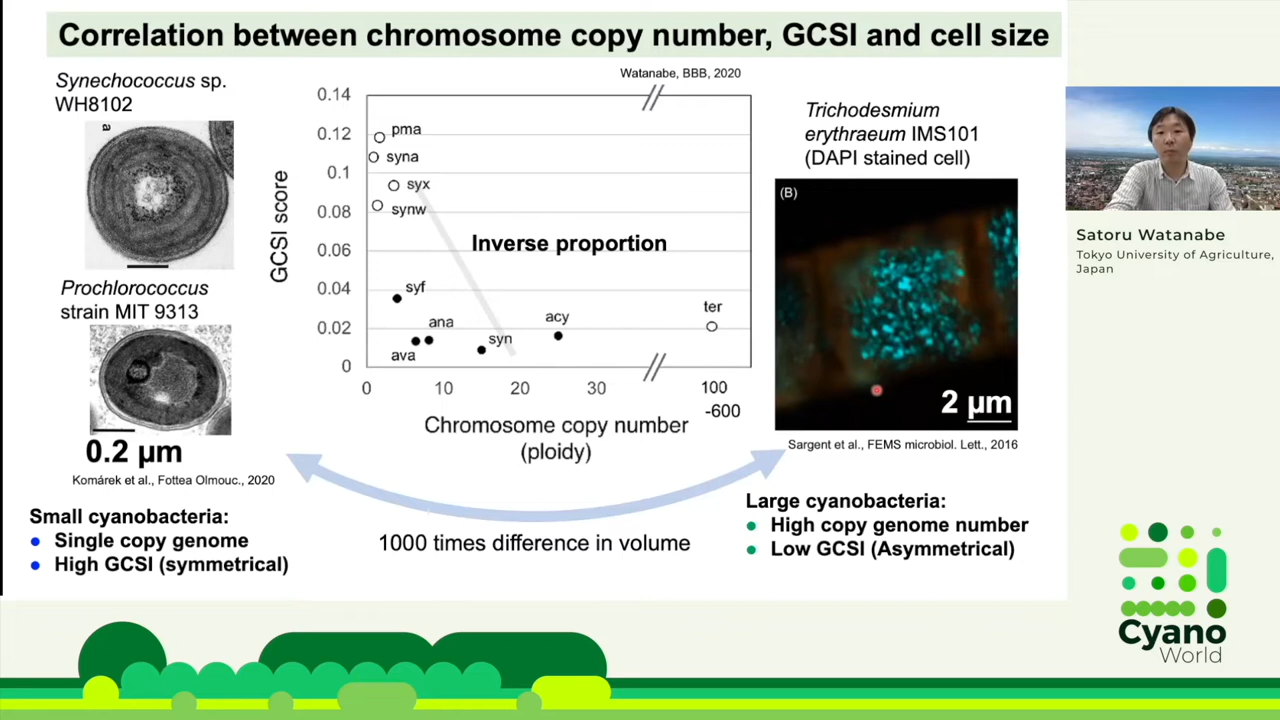 Correlation between chromosome copy number, GCSI and cell size
Synechococcus sp.
WH8102
a
Prochlorococcus
strain MIT 9313
0.2 μm
Komárek et al., Fottea Olmouc., 2020
Small cyanobacteria:
● Single copy genome
● High GCSI (symmetrical)
Watanabe, BBB, 2020
GCSI score
0.14
0.12
0.1
0.08
0.06
0.04
0.02
0
pma
syna
syx
synw
Inverse proportion
syf
ana
ava
syn
acy
ter
0
10
20
30
100
-600
Chromosome copy number
(ploidy)
1000 times difference in volume
Trichodesmium
erythraeum IMS101
(DAPI stained cell)
(B)
2 μm
Sargent et al., FEMS microbiol. Lett., 2016
Large cyanobacteria:
● High copy genome number
● Low GCSI (Asymmetrical)
Satoru Watanabe
Tokyo University of Agriculture,
Japan
Cyano
World